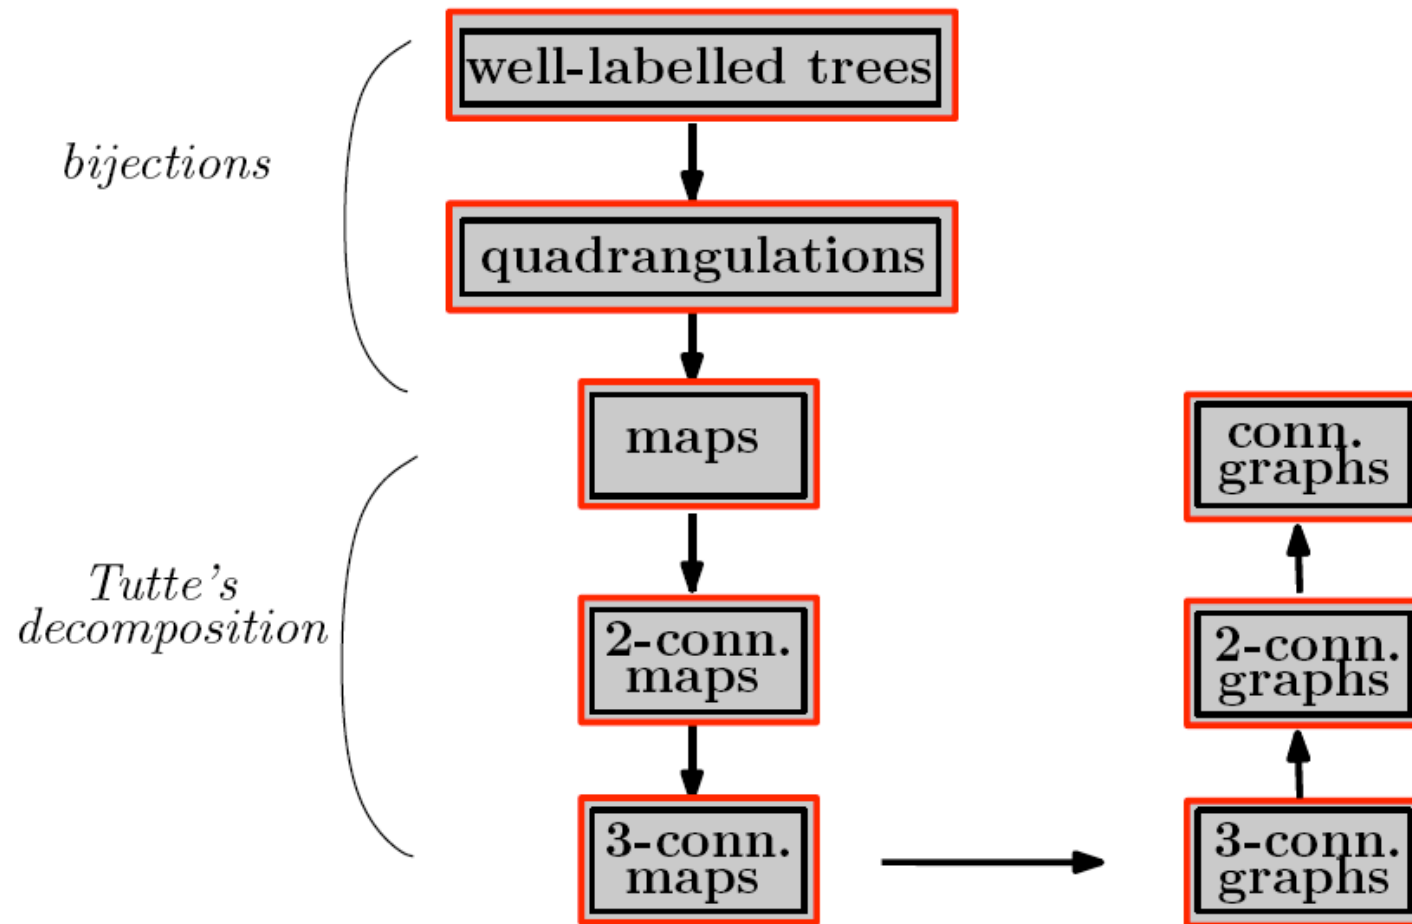 well-labelled trees
bijections
quadrangulations
maps
conn.
graphs
Tutte's
decomposition
2-conn.
maps
2-conn.
graphs
3-conn.
maps
3-conn.
graphs